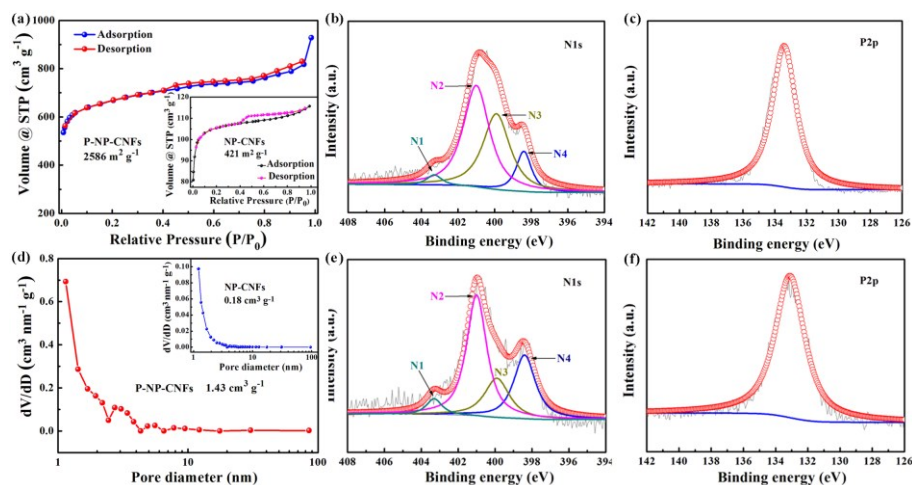 (a)
1000
800
600
400
200
0.0 0.2 0.4 0.6 0.8 1.0
Volume @ STP (cm³ g⁻¹)
Relative Pressure (P/P₀)
Adsorption
Desorption
P-NP-CNFs
2586 m² g⁻¹
120
110
100
90
80
0.0 0.2 0.4 0.6 0.8 1.0
Volume @ STP (cm³ g⁻¹)
Relative Pressure (P/P₀)
NP-CNFs
421 m² g⁻¹
Adsorption
Desorption
(b)
N1s
N2
N3
N1
N4
Intensity (a.u.)
408 406 404 402 400 398 396 394
Binding energy (eV)
(c)
P2p
Intensity (a.u.)
142 140 138 136 134 132 130 128 126
Binding energy (eV)
(d)
0.8
0.6
0.4
0.2
0.0
1 10 100
dV/dD (cm³ nm⁻¹ g⁻¹)
Pore diameter (nm)
P-NP-CNFs 1.43 cm³ g⁻¹
0.10
0.08
0.06
0.04
0.02
0.00
1 10 100
dV/dD (cm³ nm⁻¹ g⁻¹)
Pore diameter (nm)
NP-CNFs
0.18 cm³ g⁻¹
(e)
N1s
N2
N4
N3
N1
Intensity (a.u.)
408 406 404 402 400 398 396 394
Binding energy (eV)
(f)
P2p
Intensity (a.u.)
142 140 138 136 134 132 130 128 126
Binding energy (eV)